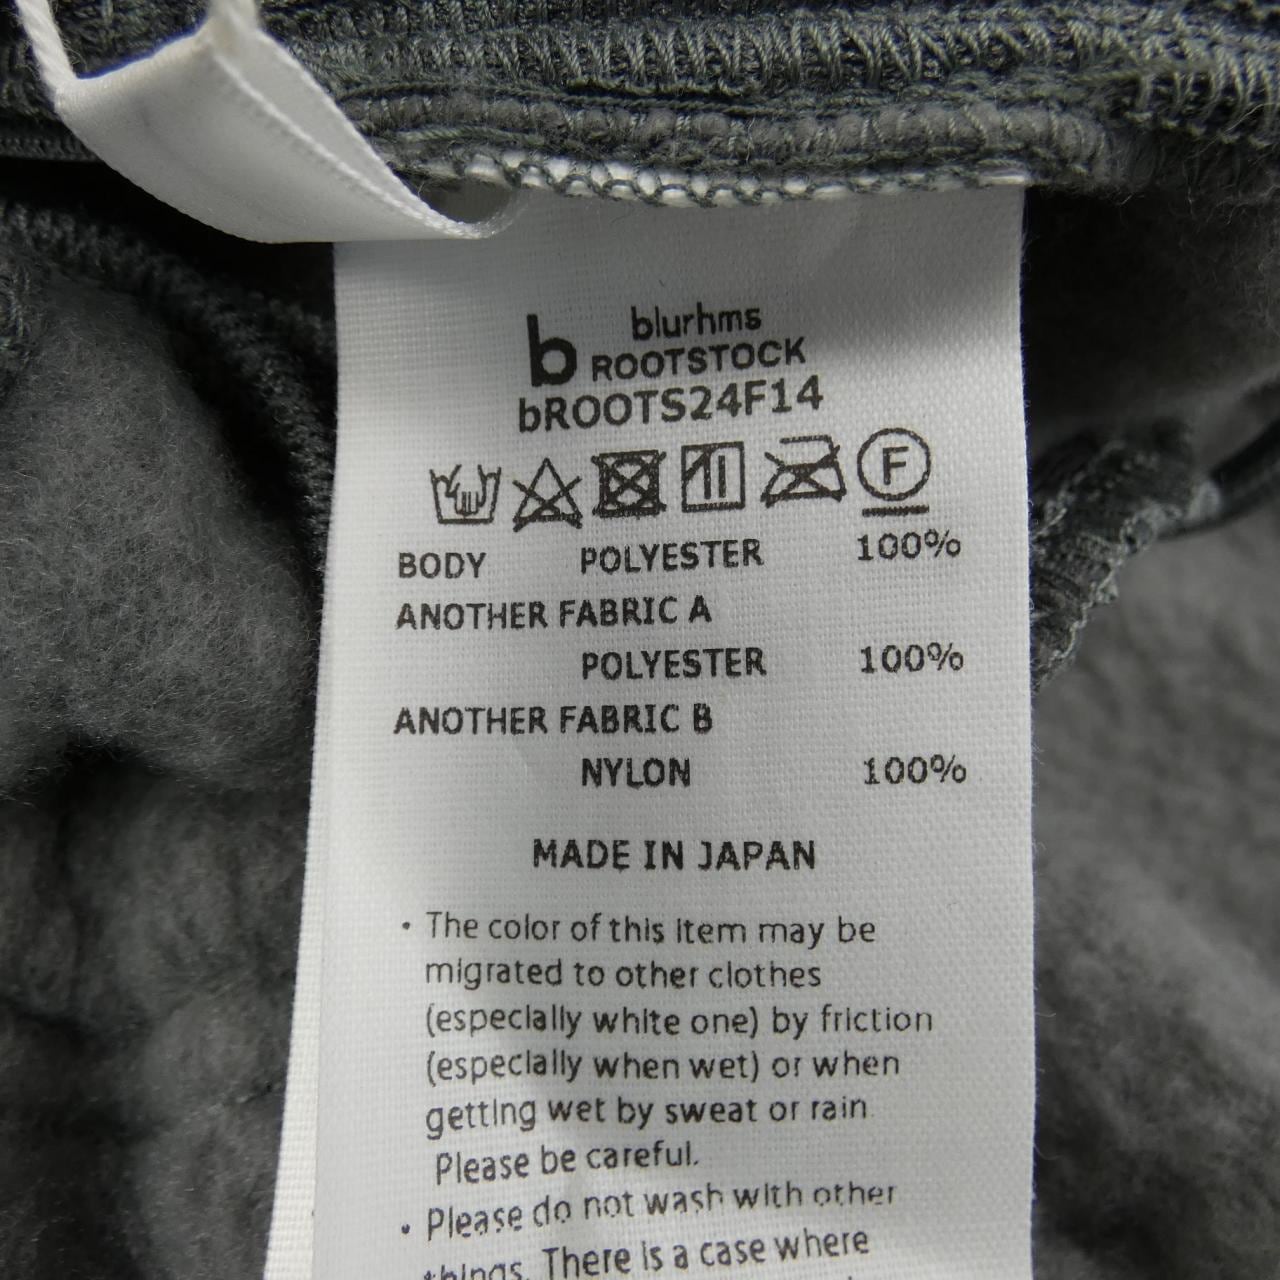 b blurhms
ROOTSTOCK
bROOTS24F14
F
BODY POLYESTER 100%
ANOTHER FABRIC A
POLYESTER 100%
ANOTHER FABRIC B
NYLON 100%
MADE IN JAPAN
・The color of this item may be
migrated to other clothes
(especially white one) by friction
(especially when wet) or when
getting wet by sweat or rain
Please be careful.
・Please do not wash with other
things. There is a case where